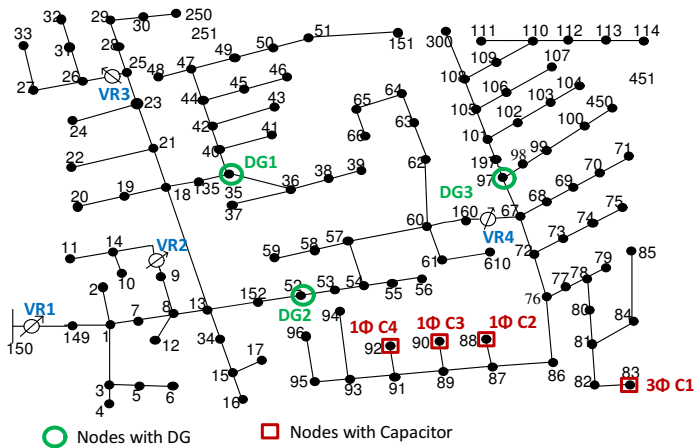 29 30 250
32 251 51
33 31 28 25 47 49 50 151 300 111 110 112 113 114
26 48 46 109 107
27 VR3 23 44 45 64 108 106 104 451
24 43 65 105 103 450
42 63 102
21 41 66 101 100
40 99
22 DG1 39 62 197 98 71
38 DG3 97 70
19 18 135 35 36 69
20 37 68 75
60 160 67 74
14 57 VR4 73
11 VR2 58 72 85
59 61 610
10 9 79
2 52 53 54 55 56 77 78
152 76
VR1 8 13 DG2 80 84
7 94
150 149 1 12 34 96 1Φ C4 1Φ C3 1Φ C2 81
92 90 88
17
15 86
3 5 6 95 93 91 89 87 82 83
4 16 3Φ C1
Nodes with DG Nodes with Capacitor